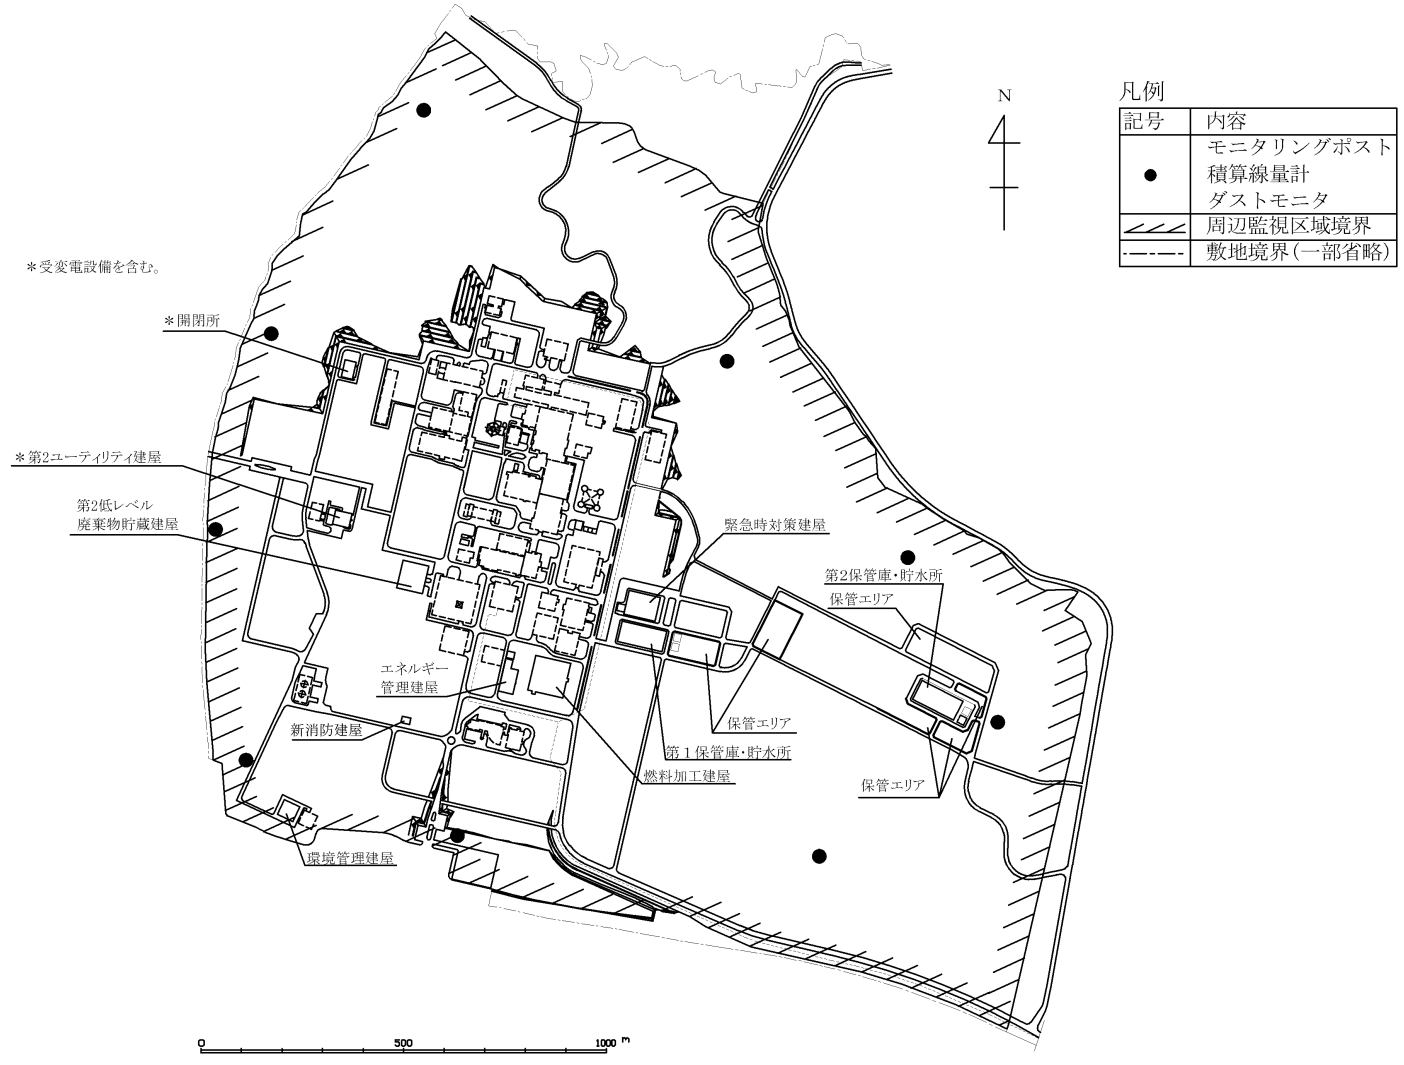 N
凡例
記号 内容
モニタリングポスト
積算線量計
ダストモニタ
周辺監視区域境界
敷地境界(一部省略)
＊受変電設備を含む。
＊開閉所
＊第2ユーティリティ建屋
第2低レベル
廃棄物貯蔵建屋
緊急時対策建屋
第2保管庫・貯水所
保管エリア
エネルギー
管理建屋
新消防建屋
保管エリア
第１保管庫・貯水所
燃料加工建屋
保管エリア
環境管理建屋
0 500 1000 m